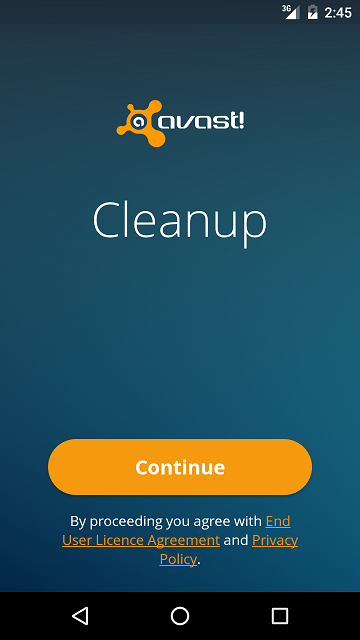 3G 2:45
avast!
Cleanup
Continue
By proceeding you agree with End
User Licence Agreement and Privacy
Policy.